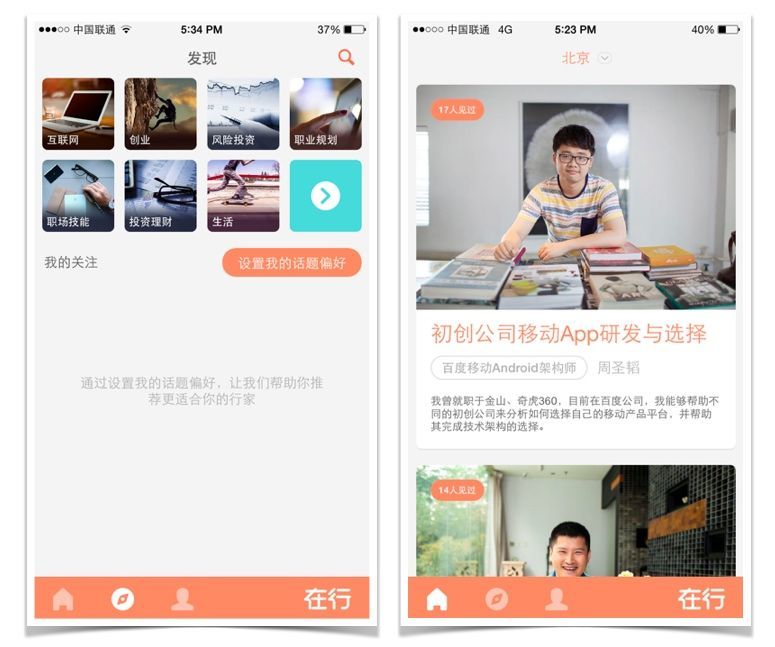 中国联通
5:34 PM
37%
发现
互联网
创业
风险投资
职业规划
职场技能
投资理财
生活
我的关注
设置我的话题偏好
通过设置我的话题偏好，让我们帮助你推
荐更适合你的行家
在行
中国联通 4G
5:23 PM
40%
北京
17人见过
初创公司移动App研发与选择
百度移动Android架构师
周圣韬
我曾就职于金山、奇虎360，目前在百度公司，我能够帮助不
同的初创公司来分析如何选择自己的移动产品平台，并帮助
其完成技术架构的选择。
14人见过
在行